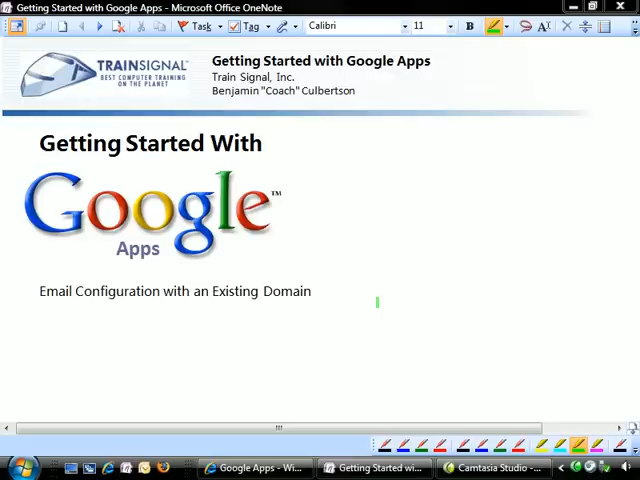 Getting Started with Google Apps - Microsoft Office OneNote
Task
Tag
Calibri
11
B
TRAINSIGNAL
BEST COMPUTER TRAINING
ON THE PLANET
Getting Started with Google Apps
Train Signal, Inc.
Benjamin "Coach" Culbertson
Getting Started With
Google™
Apps
Email Configuration with an Existing Domain
Google Apps - Wi...
Getting Started wi...
Camtasia Studio -...